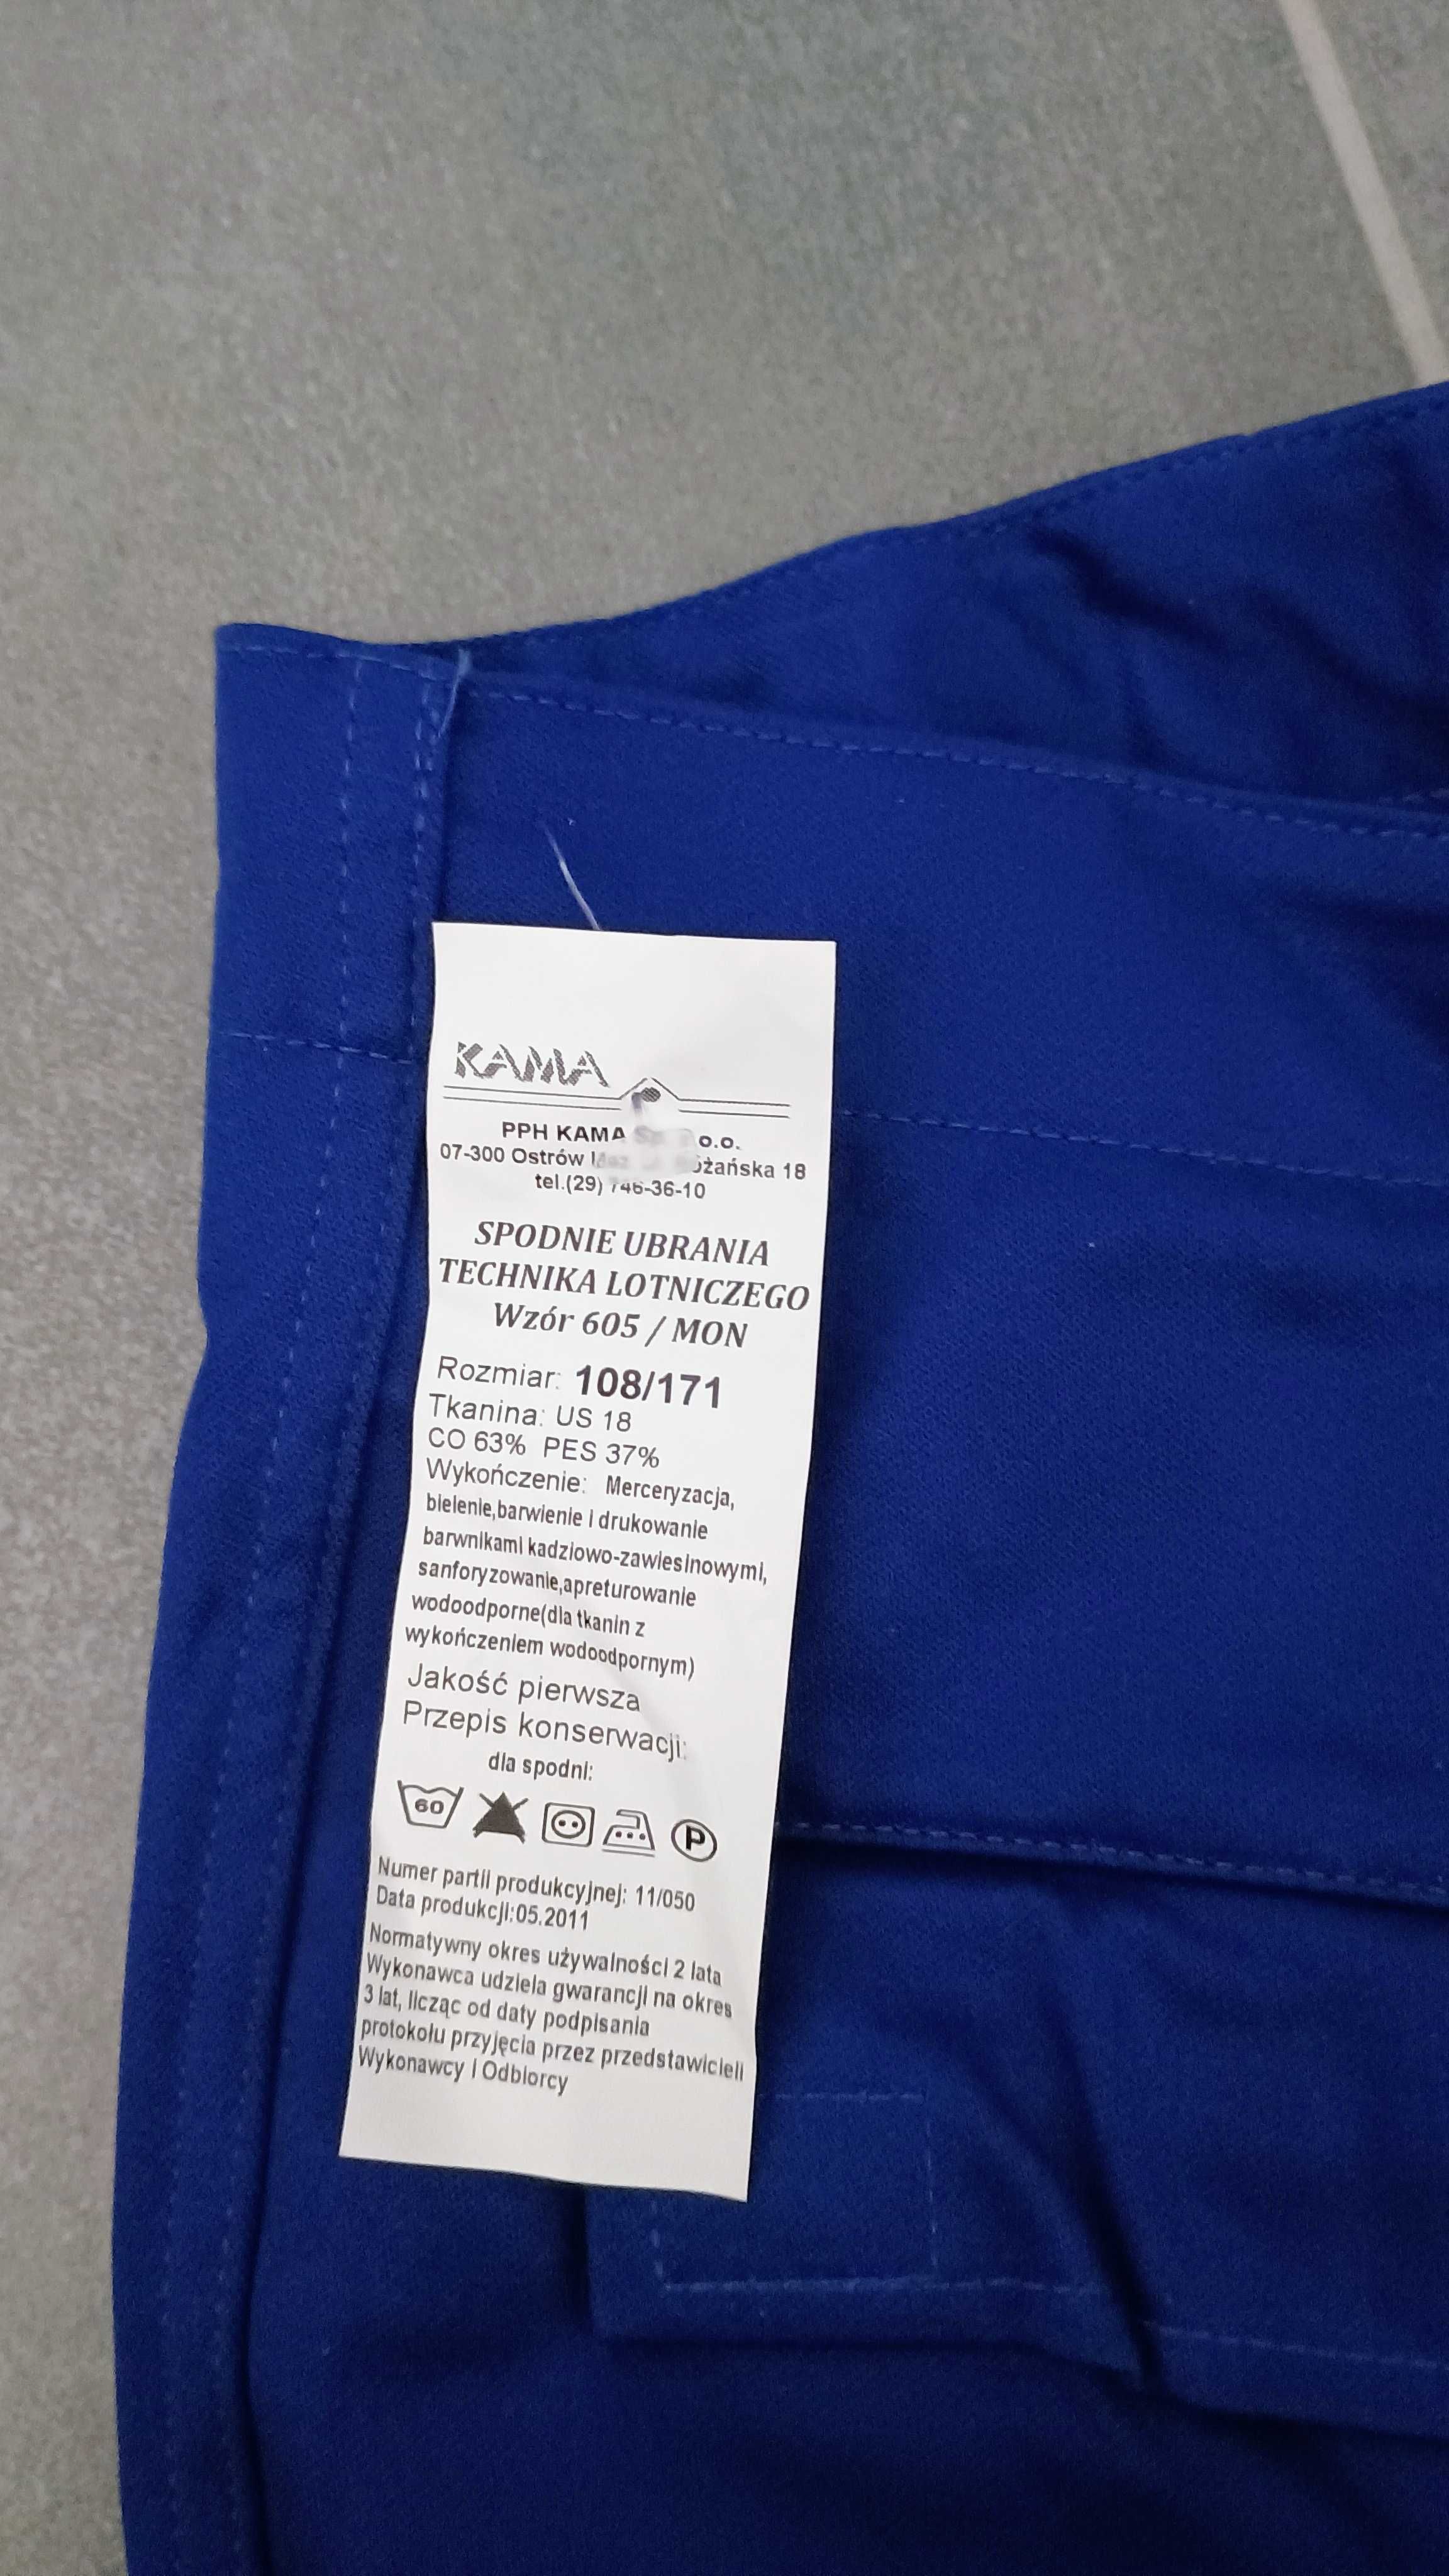 KAMA
PPH KAMA o.o.
07-300 Ostrów 18
tel.(29) 746-36-10
SPODNIE UBRANIA
TECHNIKA LOTNICZEGO
Wzór 605 / MON
Rozmiar: 108/171
Tkanina: US 18
CO 63% PES 37%
Wykończenie: Merceryzacja,
bielenie,barwienie i drukowanie
barwnikami kadziowo-zawiesinowymi,
sanforyzowanie,apreturowanie
wodoodporne(dla tkanin z
wykończeniem wodoodpornym)
Jakość pierwsza
Przepis konserwacji:
dla spodni:
60 P
Numer partii produkcyjnej: 11/050
Data produkcji:05.2011
Normatywny okres używalności 2 lata
Wykonawca udziela gwarancji na okres
3 lat, licząc od daty podpisania
protokołu przyjęcia przez przedstawicieli
Wykonawcy i Odbiorcy